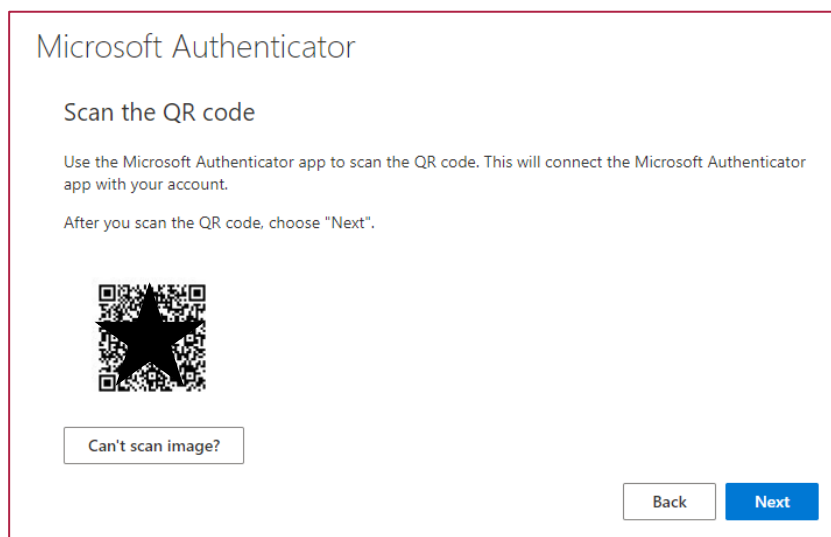 Microsoft Authenticator
Scan the QR code
Use the Microsoft Authenticator app to scan the QR code. This will connect the Microsoft Authenticator
app with your account.
After you scan the QR code, choose "Next".
Can't scan image?
Back
Next